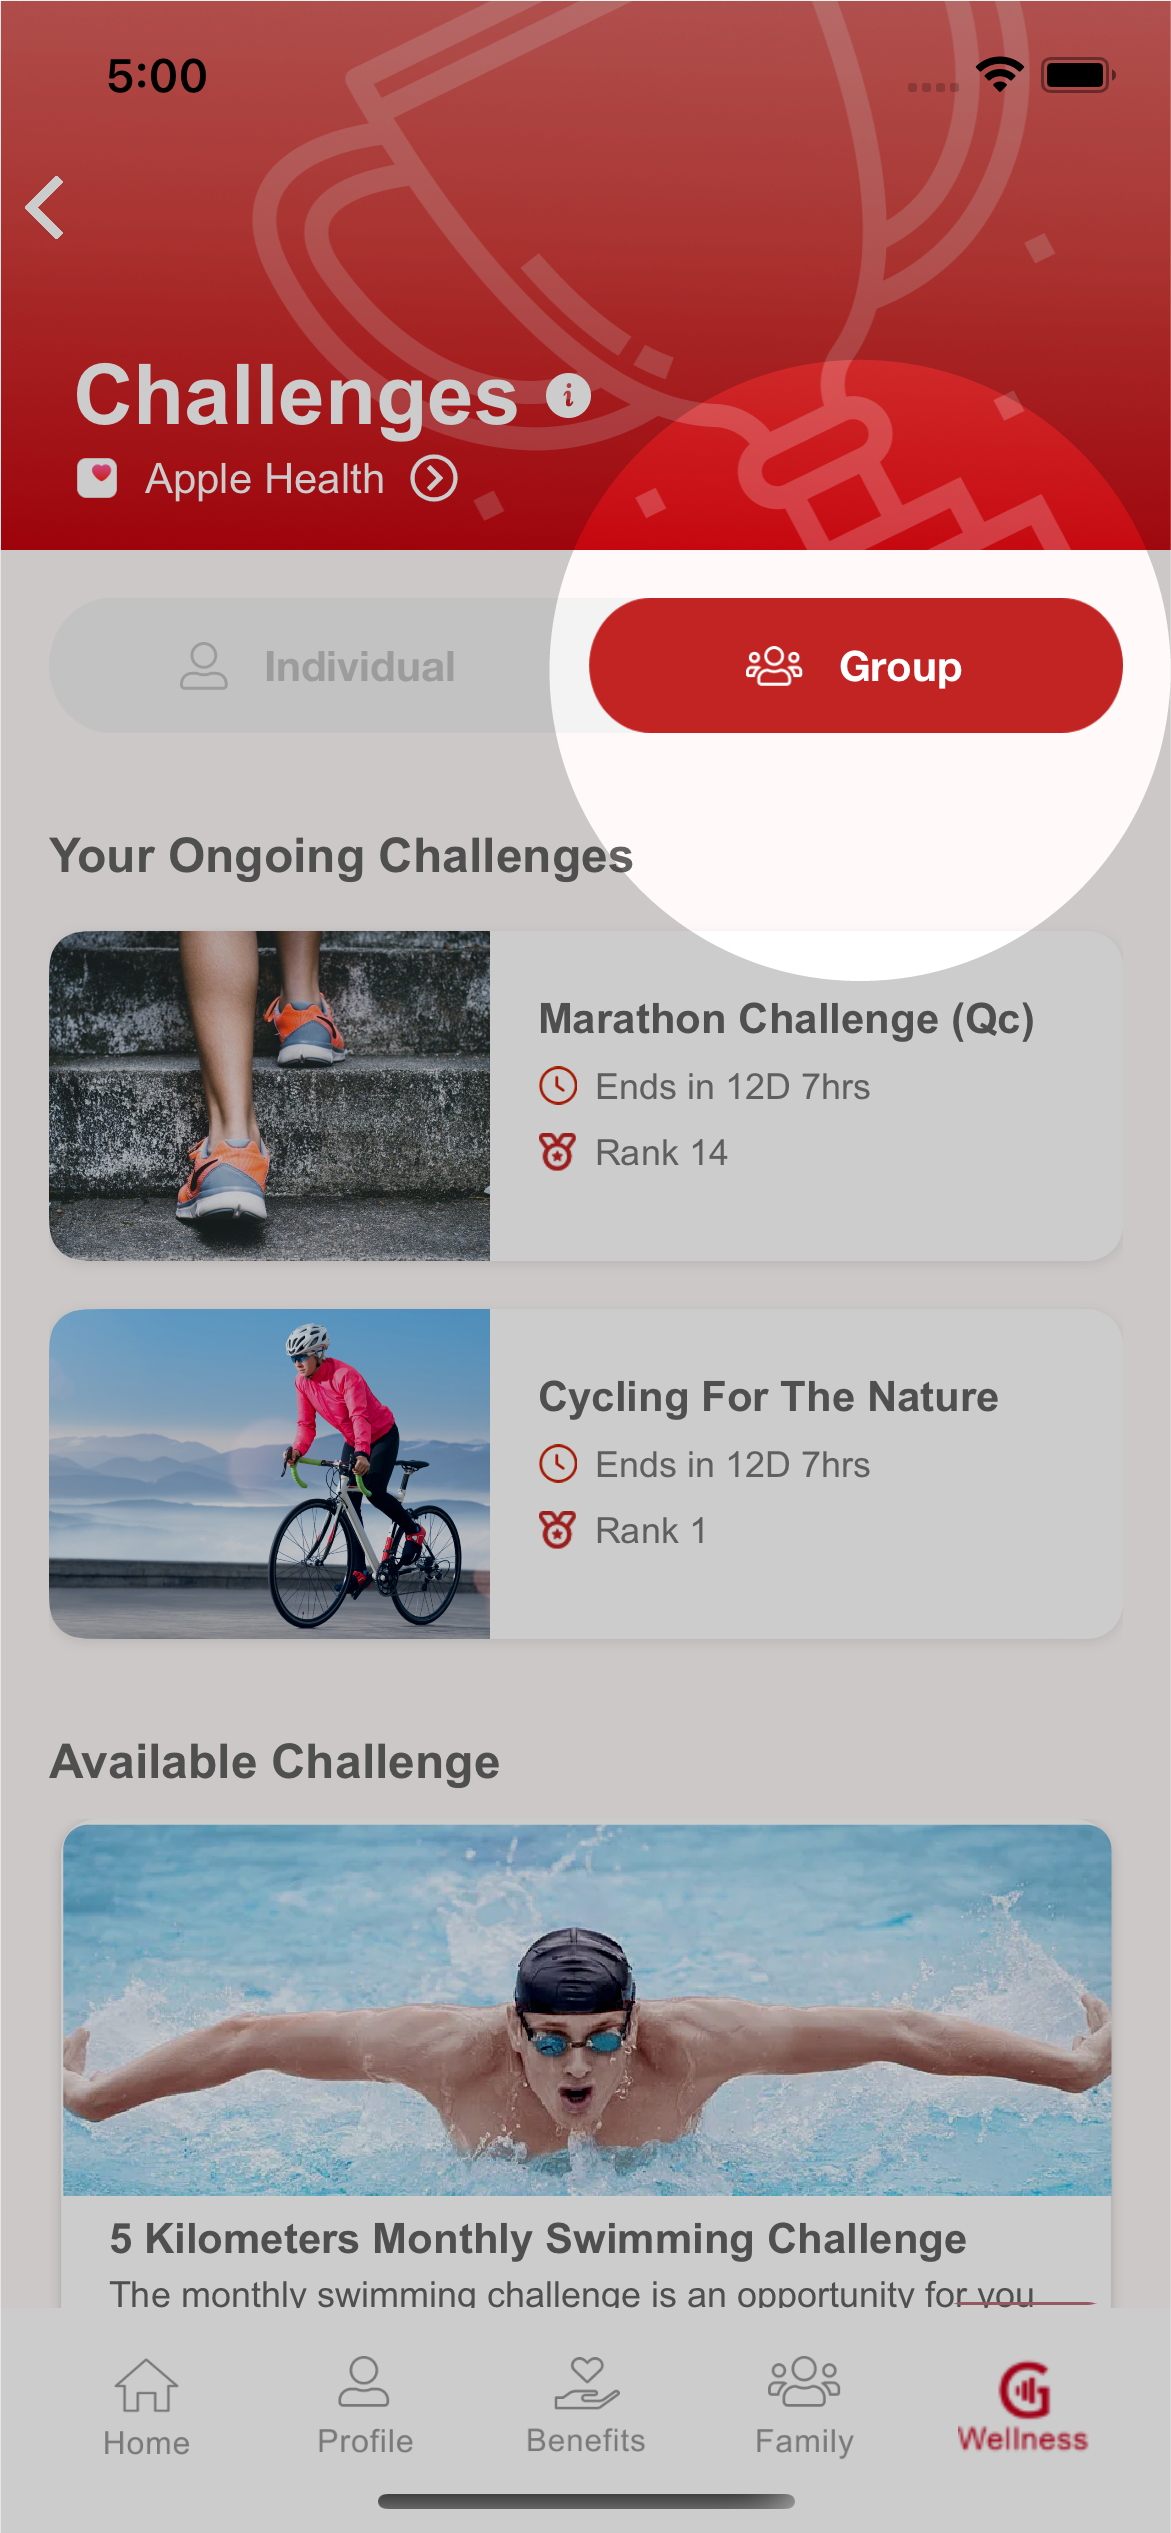 5:00
Challenges
Apple Health
Individual
Group
Your Ongoing Challenges
Marathon Challenge (Qc)
Ends in 12D 7hrs
Rank 14
Cycling For The Nature
Ends in 12D 7hrs
Rank 1
Available Challenge
5 Kilometers Monthly Swimming Challenge
The monthly swimming challenge is an opportunity for you
Home
Profile
Benefits
Family
Wellness